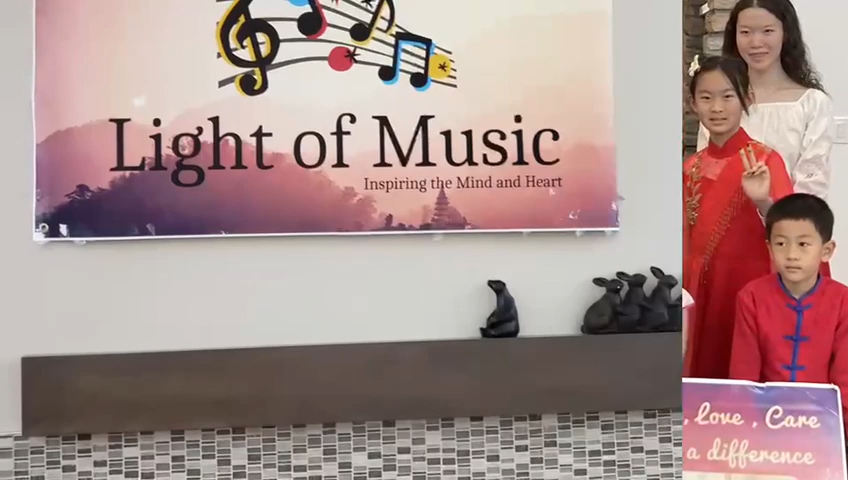 Light of Music
Inspiring the Mind and Heart
, love , Care
a difference